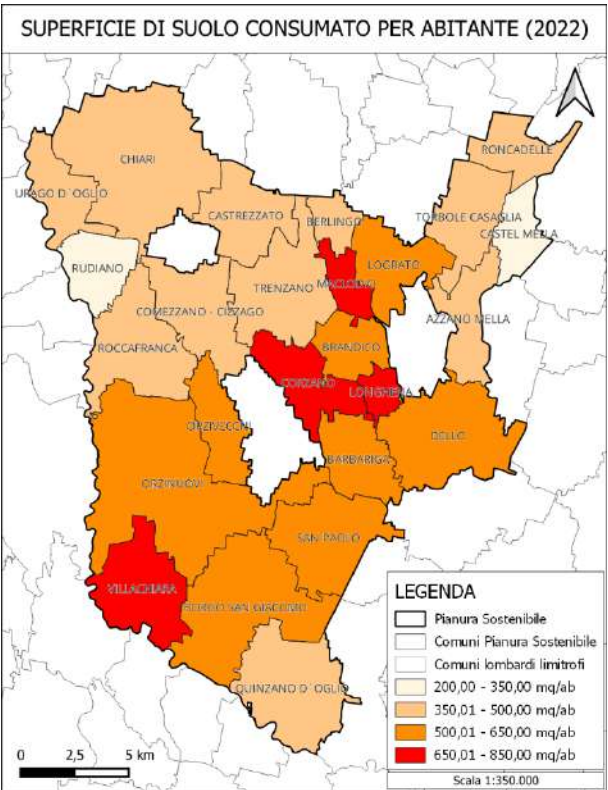 SUPERFICIE DI SUOLO CONSUMATO PER ABITANTE (2022)
RONCADELLE
CHIARI
URAGO D`OGLIO
CASTREZZATO
BERLINGO
TORBOLE CASAGLIA
CASTEL MELLA
RUDIANO
LOGRATO
TRENZANO
MACLODIO
COMEZZANO - CIZZAGO
AZZANO MELLA
ROCCAFRANCA
BRANDICO
CORZANO
LONGHENA
ORZIVECCHI
DELLO
BARBARIGA
ORZINUOVI
SAN PAOLO
VILLACHIARA
BORGO SAN GIACOMO
QUINZANO D`OGLIO
LEGENDA
Pianura Sostenibile
Comuni Pianura Sostenibile
Comuni lombardi limitrofi
200,00 - 350,00 mq/ab
350,01 - 500,00 mq/ab
500,01 - 650,00 mq/ab
650,01 - 850,00 mq/ab
0 2,5 5 km
Scala 1:350.000